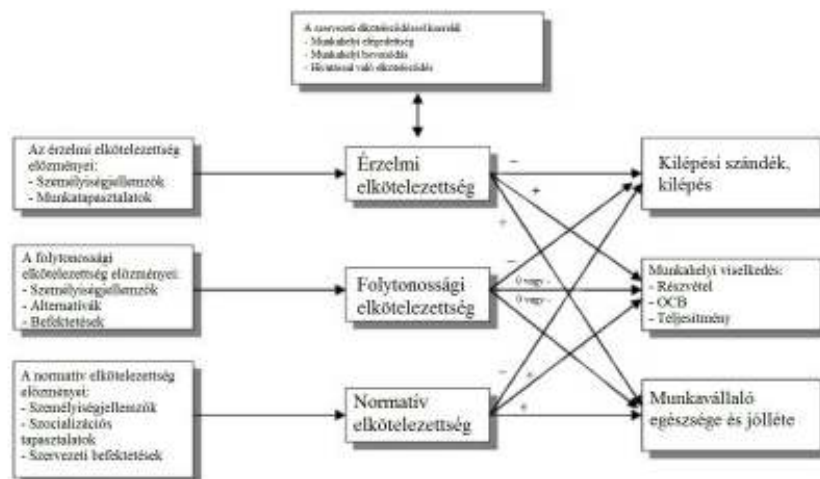 A szervezeti elköteleződéssel korrelál
- Munkahelyi elégedettség
- Munkahelyi bevonódás
- Hivatással való elköteleződés
Az érzelmi elkötelezettség
előzményei:
- Személyiségjellemzők
- Munkatapasztalatok
Érzelmi
elkötelezettség
Kilépési szándék,
kilépés
A folytonossági
elkötelezettség előzményei:
- Személyiségjellemzők
- Alternatívák
- Befektetések
Folytonossági
elkötelezettség
Munkahelyi viselkedés:
- Részvétel
- OCB
- Teljesítmény
A normatív elkötelezettség
előzményei:
- Személyiségjellemzők
- Szocializációs
tapasztalatok
- Szervezeti befektetések
Normatív
elkötelezettség
Munkavállaló
egészsége és jólléte
–
+
+
–
0 vagy -
0 vagy -
–
+
+